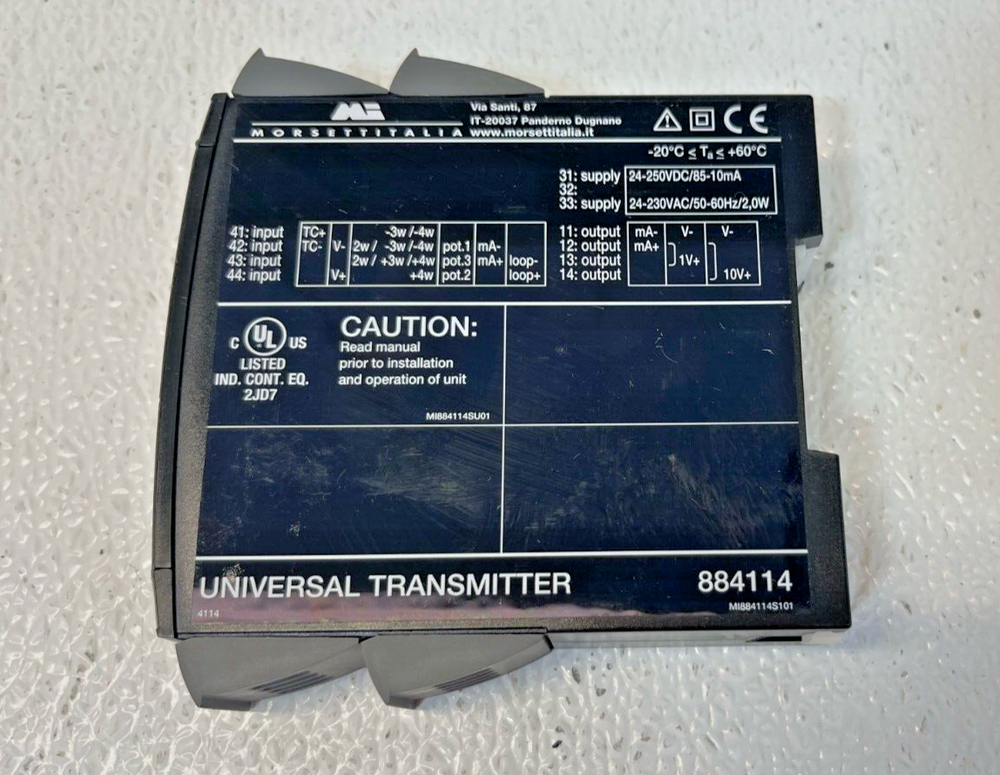 Mi
MORSETTITALIA
Via Santi, 87
IT-20037 Panderno Dugnano
www.morsettitalia.it
CE
-20°C ≤ Ta ≤ +60°C
31: supply 24-250VDC/85-10mA
32:
33: supply 24-230VAC/50-60Hz/2,0W
41: input TC+ -3w /-4w
42: input TC- V- 2w / -3w /-4w pot.1 mA-
43: input 2w / +3w /+4w pot.3 mA+ loop-
44: input V+ +4w pot.2 loop+
11: output mA- V- V-
12: output mA+
13: output 1V+
14: output 10V+
C UL US
LISTED
IND. CONT. EQ.
2JD7
CAUTION:
Read manual
prior to installation
and operation of unit
MI884114SU01
UNIVERSAL TRANSMITTER 884114
4114 MI884114S101